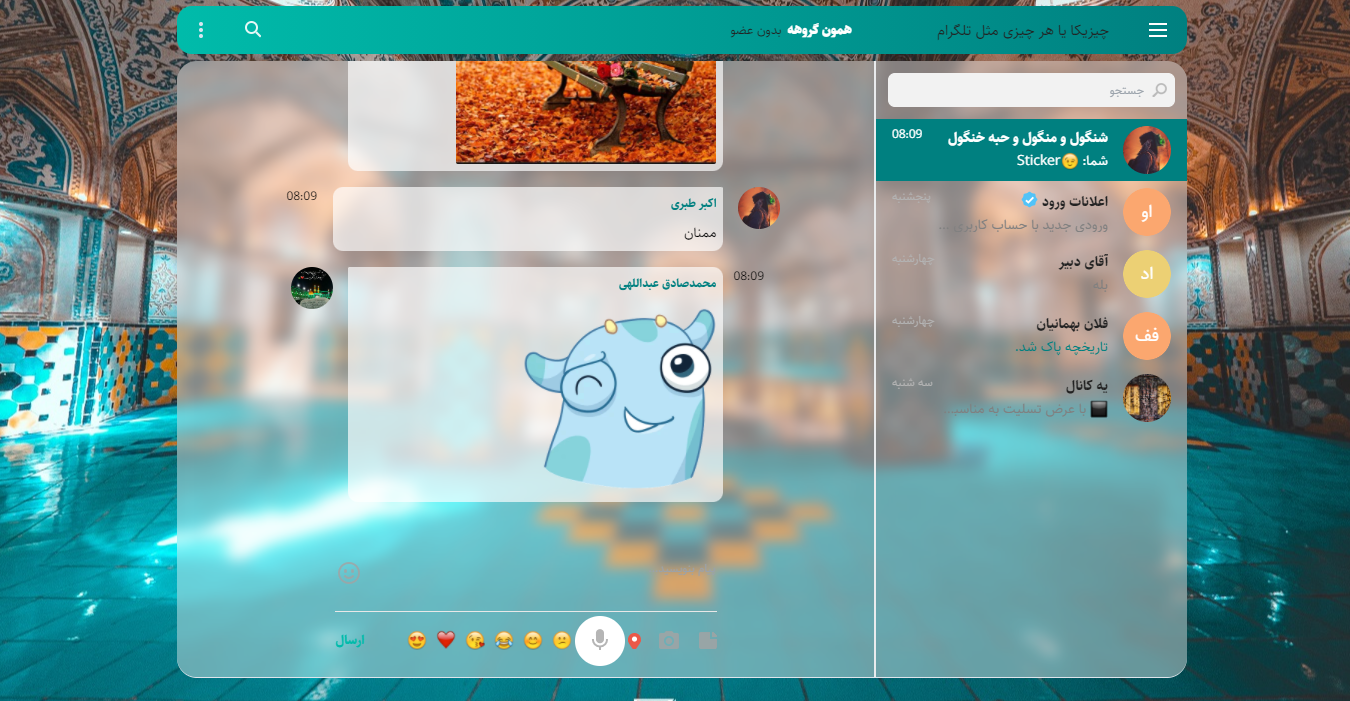 چیزیکا یا هر چیزی مثل تلگرام
همون گروهه بدون عضو
جستجو
شنگول و منگول و حبه خنگول 08:09
شما: 😉Sticker
او
اعلانات ورود پنجشنبه
ورودی جدید با حساب کاربری ...
اد
آقای دبیر چهارشنبه
بله
فف
فلان بهمانیان چهارشنبه
تاریخچه پاک شد.
یه کانال سه شنبه
با عرض تسلیت به مناسبـ...
اکبر طبری 08:09
ممنان
محمدصادق عبداللهی 08:09
ارسال